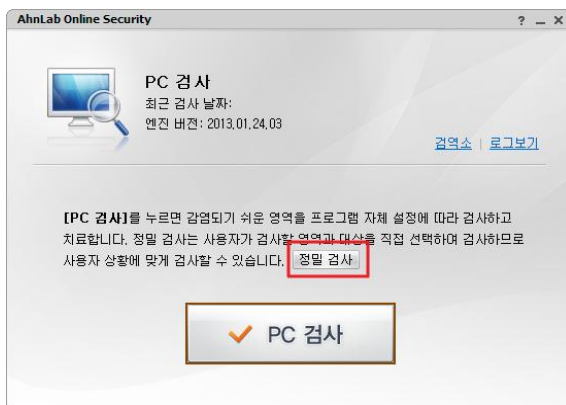 AhnLab Online Security ? _ X
PC 검사
최근 검사 날짜:
엔진 버전: 2013,01,24,03
검역소 | 로그보기
[PC 검사]를 누르면 감염되기 쉬운 영역을 프로그램 자체 설정에 따라 검사하고
치료합니다. 정밀 검사는 사용자가 검사할 영역과 대상을 직접 선택하여 검사하므로
사용자 상황에 맞게 검사할 수 있습니다. 정밀 검사
PC 검사